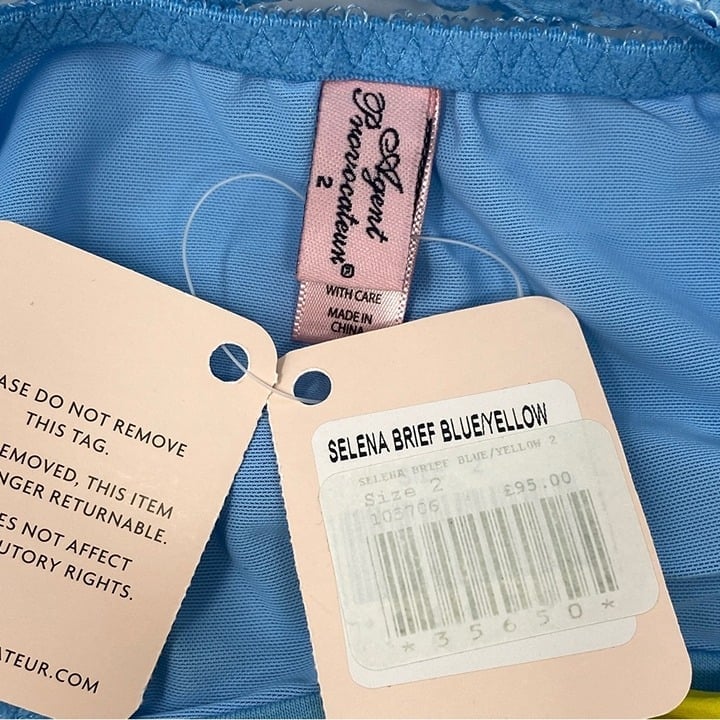 Agent
Provocateur®
2
WITH CARE
MADE IN
CHINA
ASE DO NOT REMOVE
THIS TAG.
EMOVED, THIS ITEM
NGER RETURNABLE.
ES NOT AFFECT
UTORY RIGHTS.
ATEUR.COM
SELENA BRIEF BLUE/YELLOW
SELENA BRIEF BLUE/YELLOW 2
Size 2 £95.00
105706
*35650*